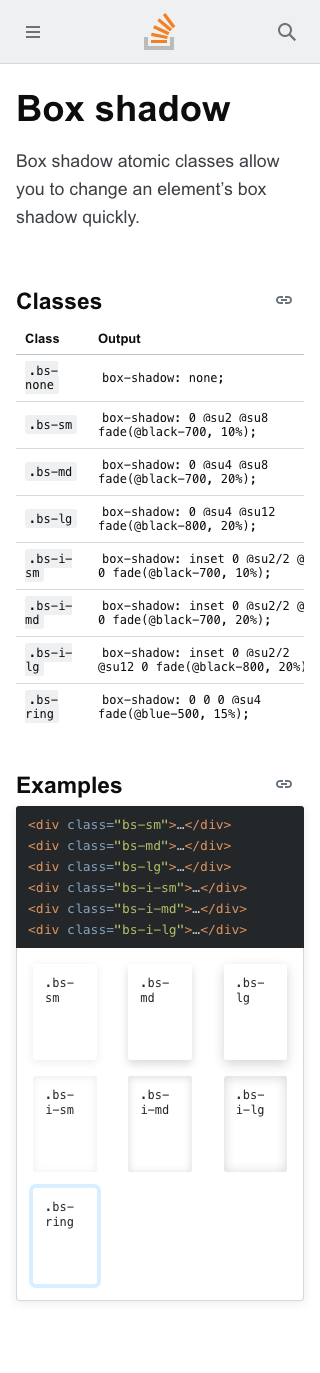 Box shadow
Box shadow atomic classes allow
you to change an element’s box
shadow quickly.
Classes
Class Output
.bs-
none
box-shadow: none;
.bs-sm
box-shadow: 0 @su2 @su8
fade(@black-700, 10%);
.bs-md
box-shadow: 0 @su4 @su8
fade(@black-700, 20%);
.bs-lg
box-shadow: 0 @su4 @su12
fade(@black-800, 20%);
.bs-i-
sm
box-shadow: inset 0 @su2/2 @
0 fade(@black-700, 10%);
.bs-i-
md
box-shadow: inset 0 @su2/2 @
0 fade(@black-700, 20%);
.bs-i-
lg
box-shadow: inset 0 @su2/2
@su12 0 fade(@black-800, 20%)
.bs-
ring
box-shadow: 0 0 0 @su4
fade(@blue-500, 15%);
Examples
<div class="bs-sm">…</div>
<div class="bs-md">…</div>
<div class="bs-lg">…</div>
<div class="bs-i-sm">…</div>
<div class="bs-i-md">…</div>
<div class="bs-i-lg">…</div>
.bs-
sm
.bs-
md
.bs-
lg
.bs-
i-sm
.bs-
i-md
.bs-
i-lg
.bs-
ring